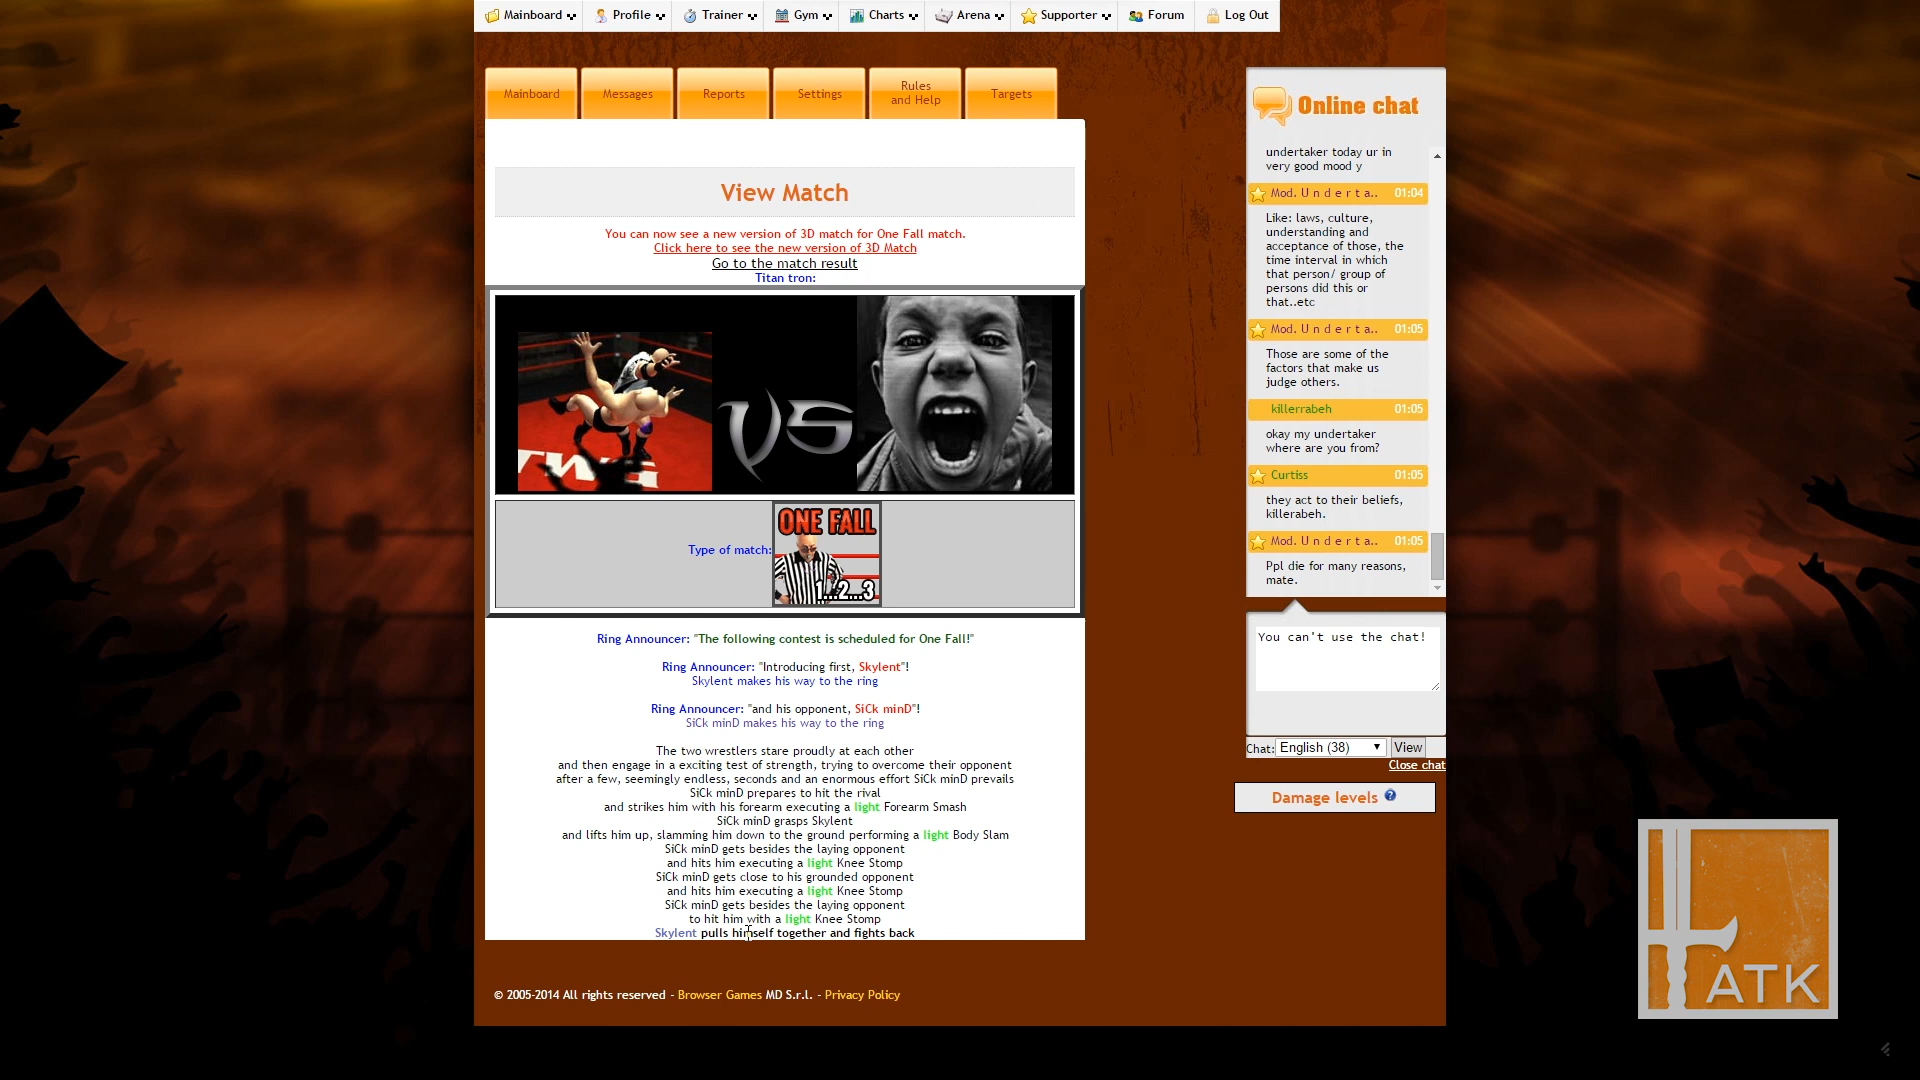 Mainboard
Profile
Trainer
Gym
Charts
Arena
Supporter
Forum
Log Out
Mainboard
Messages
Reports
Settings
Rules
and Help
Targets
View Match
You can now see a new version of 3D match for One Fall match.
Click here to see the new version of 3D Match
Go to the match result
Titan tron:
VS
Type of match:
ONE FALL
1...2...3
Ring Announcer: "The following contest is scheduled for One Fall!"
Ring Announcer: "Introducing first, Skylent"!
Skylent makes his way to the ring
Ring Announcer: "and his opponent, SiCk minD"!
SiCk minD makes his way to the ring
The two wrestlers stare proudly at each other
and then engage in a exciting test of strength, trying to overcome their opponent
after a few, seemingly endless, seconds and an enormous effort SiCk minD prevails
SiCk minD prepares to hit the rival
and strikes him with his forearm executing a light Forearm Smash
SiCk minD grasps Skylent
and lifts him up, slamming him down to the ground performing a light Body Slam
SiCk minD gets besides the laying opponent
and hits him executing a light Knee Stomp
SiCk minD gets close to his grounded opponent
and hits him executing a light Knee Stomp
SiCk minD gets besides the laying opponent
to hit him with a light Knee Stomp
Skylent pulls himself together and fights back
© 2005-2014 All rights reserved - Browser Games MD S.r.l. - Privacy Policy
Online chat
undertaker today ur in
very good mood y
Mod. U n d e r t a.. 01:04
Like: laws, culture,
understanding and
acceptance of those, the
time interval in which
that person/ group of
persons did this or
that..etc
Mod. U n d e r t a.. 01:05
Those are some of the
factors that make us
judge others.
killerrabeh 01:05
okay my undertaker
where are you from?
Curtiss 01:05
they act to their beliefs,
killerabeh.
Mod. U n d e r t a.. 01:05
Ppl die for many reasons,
mate.
You can't use the chat!
Chat: English (38) View
Close chat
Damage levels ?
ATK